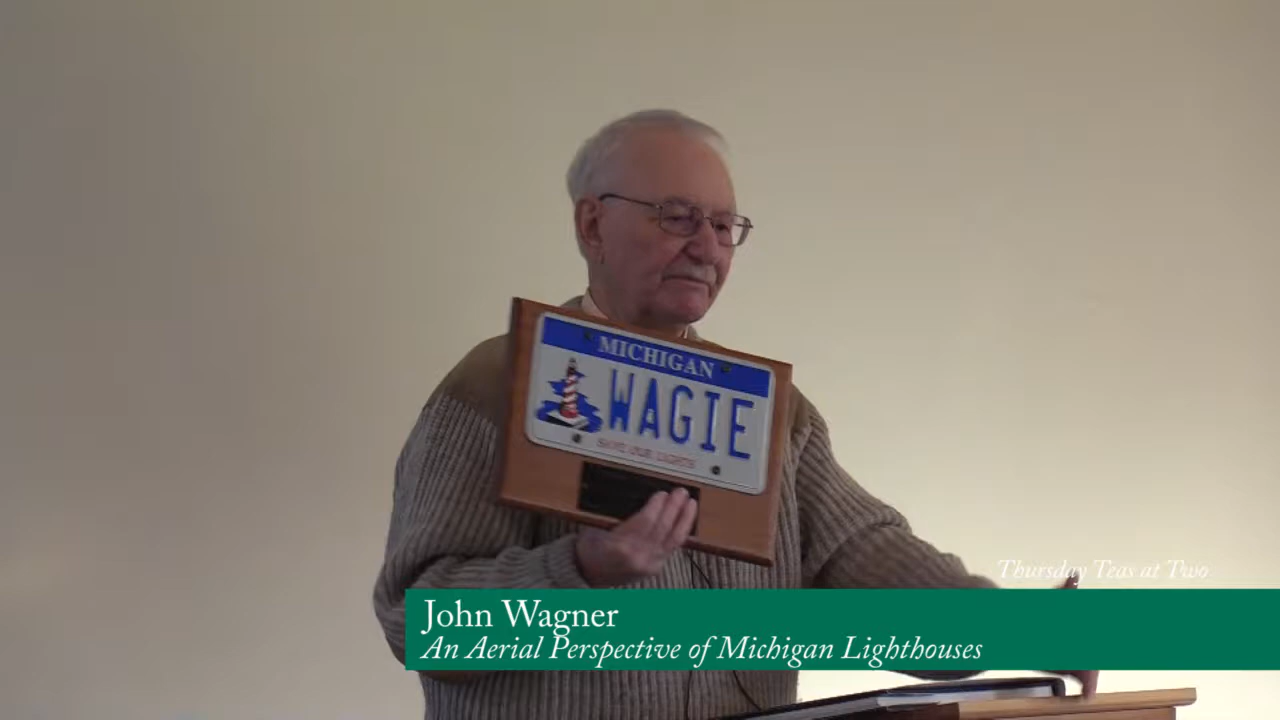 MICHIGAN
WAGIE
SAVE OUR LIGHTS
Thursday Teas at Two
John Wagner
An Aerial Perspective of Michigan Lighthouses